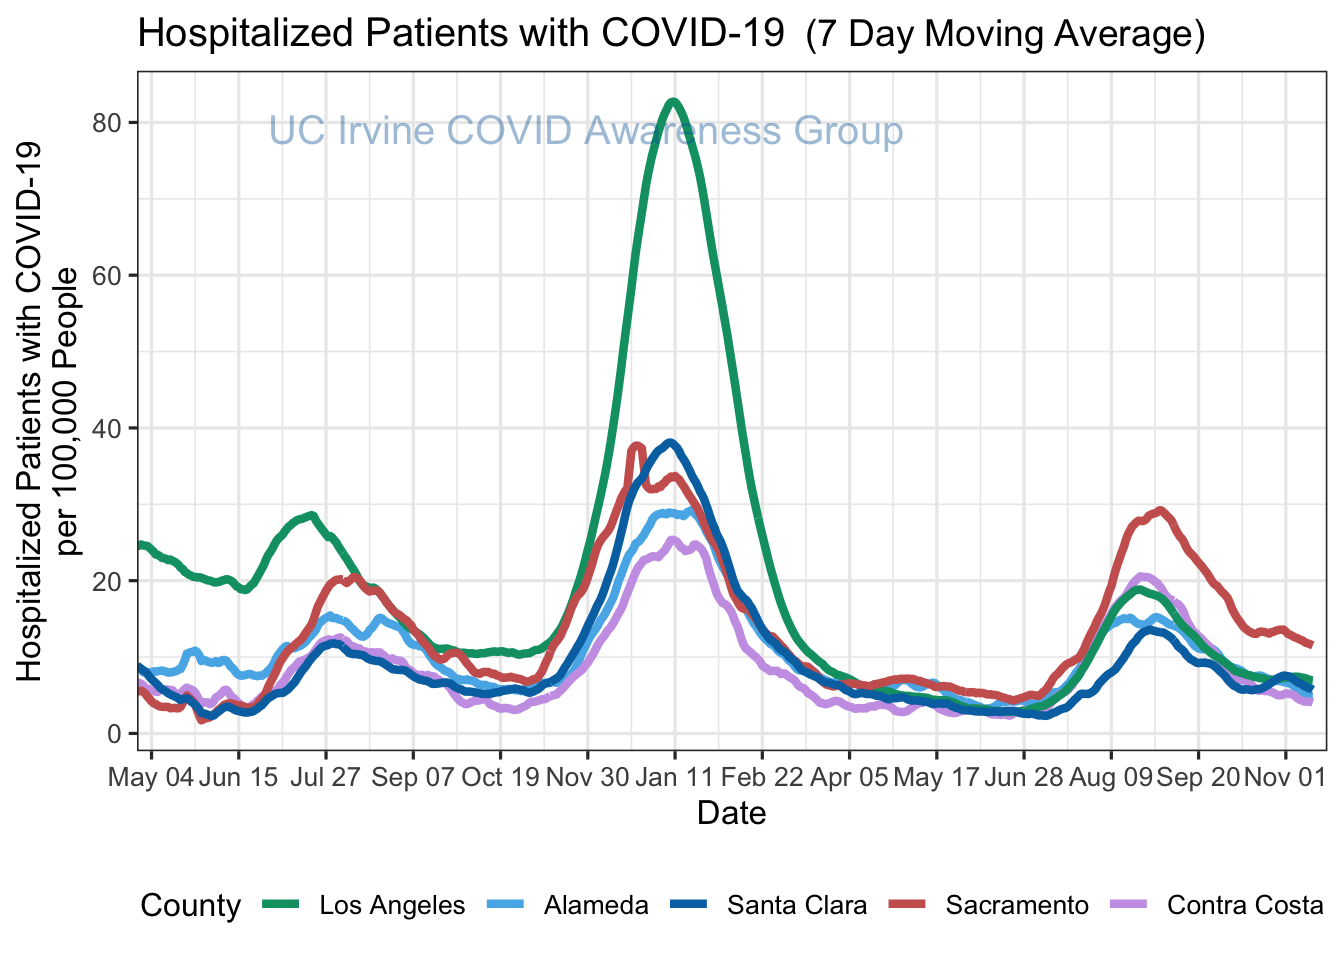 Hospitalized Patients with COVID-19  (7 Day Moving Average)
UC Irvine COVID Awareness Group
Hospitalized Patients with COVID-19
per 100,000 People
80
60
40
20
0
May 04 Jun 15 Jul 27 Sep 07 Oct 19 Nov 30 Jan 11 Feb 22 Apr 05 May 17 Jun 28 Aug 09 Sep 20 Nov 01
Date
County Los Angeles Alameda Santa Clara Sacramento Contra Costa